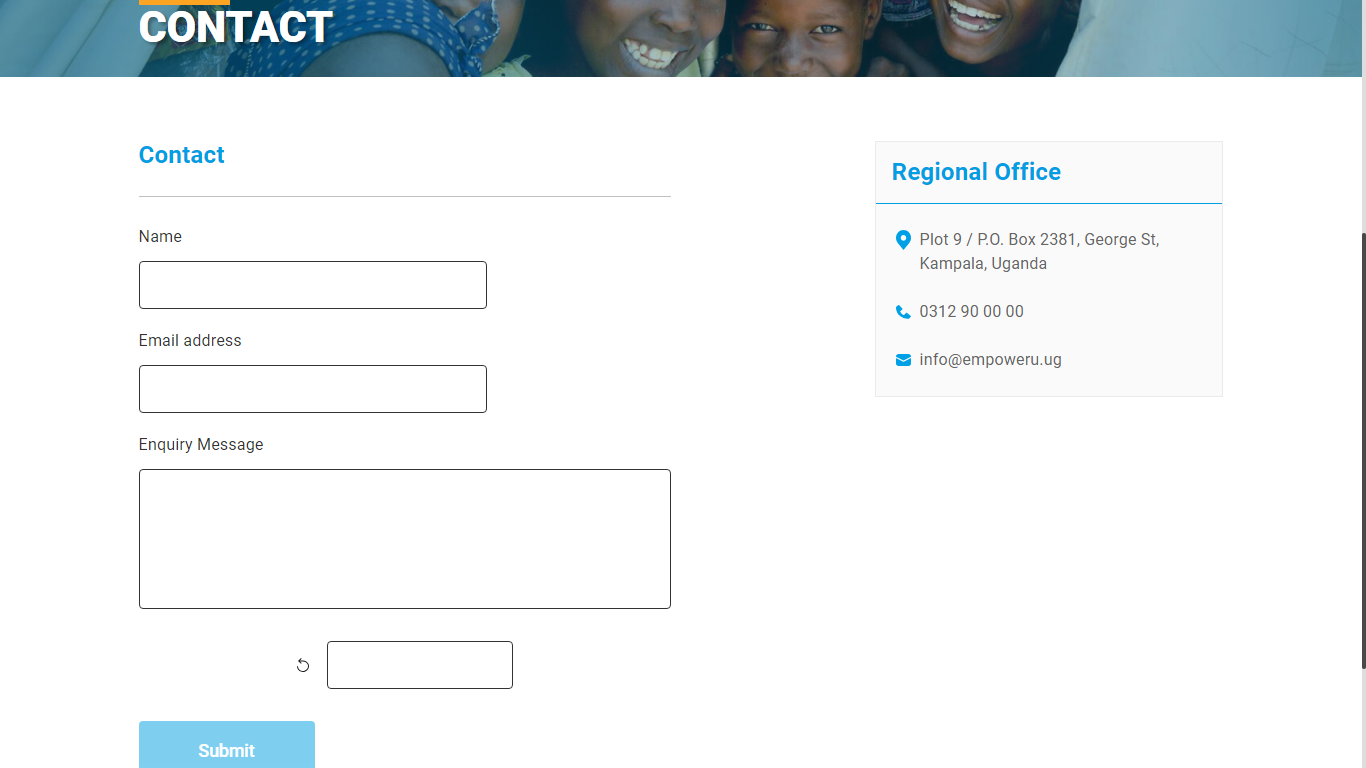 CONTACT
Contact
Name
Email address
Enquiry Message
Submit
Regional Office
Plot 9 / P.O. Box 2381, George St,
Kampala, Uganda
0312 90 00 00
info@empoweru.ug